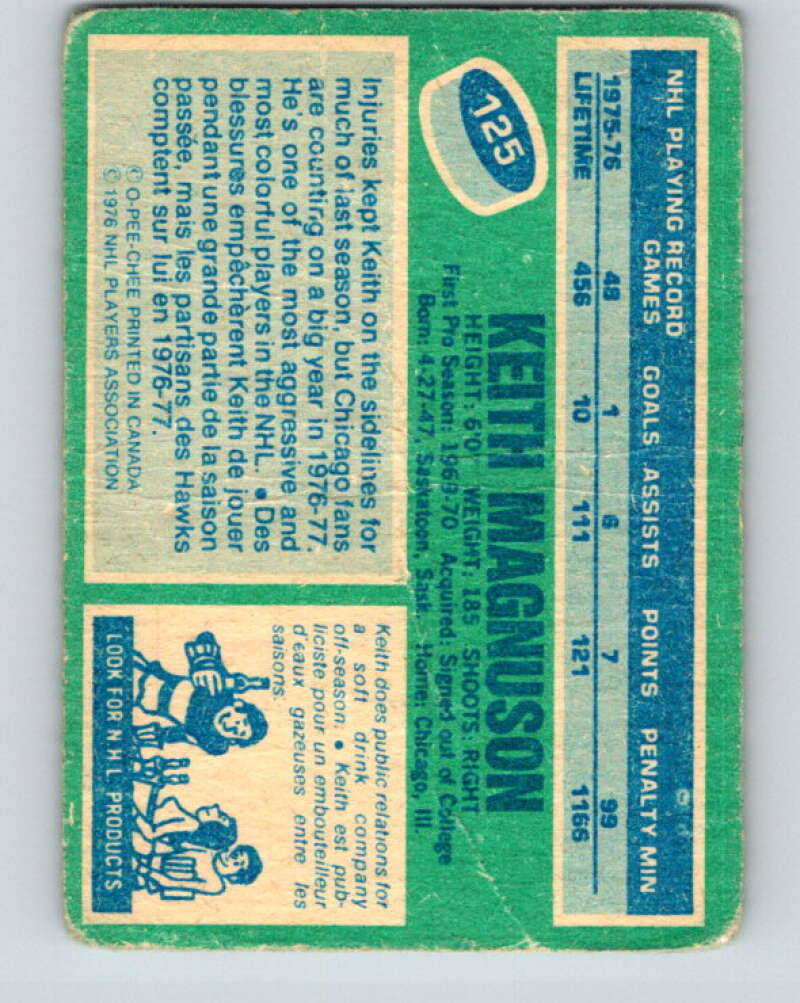 NHL PLAYING RECORD
GAMES GOALS ASSISTS POINTS PENALTY MIN
1975-76 48 1 6 7 99
LIFETIME 456 10 111 121 1166
125
KEITH MAGNUSON
HEIGHT: 6'0" WEIGHT: 185 SHOOTS: RIGHT
First Pro Season: 1969-70 Acquired: Signed out of College
Born: 4-27-47, Saskatoon, Sask. Home: Chicago, Ill.
Injuries kept Keith on the sidelines for
much of last season, but Chicago fans
are counting on a big year in 1976-77.
He's one of the most aggressive and
most colorful players in the NHL. • Des
blessures empêchèrent Keith de jouer
pendant une grande partie de la saison
passée, mais les partisans des Hawks
comptent sur lui en 1976-77.
© O-PEE-CHEE PRINTED IN CANADA
© 1976 NHL PLAYERS ASSOCIATION
Keith does public relations for
a soft drink company
off-season. • Keith est pub-
liciste pour un embouteilleur
d'eaux gazeuses entre les
saisons.
LOOK FOR N.H.L. PRODUCTS